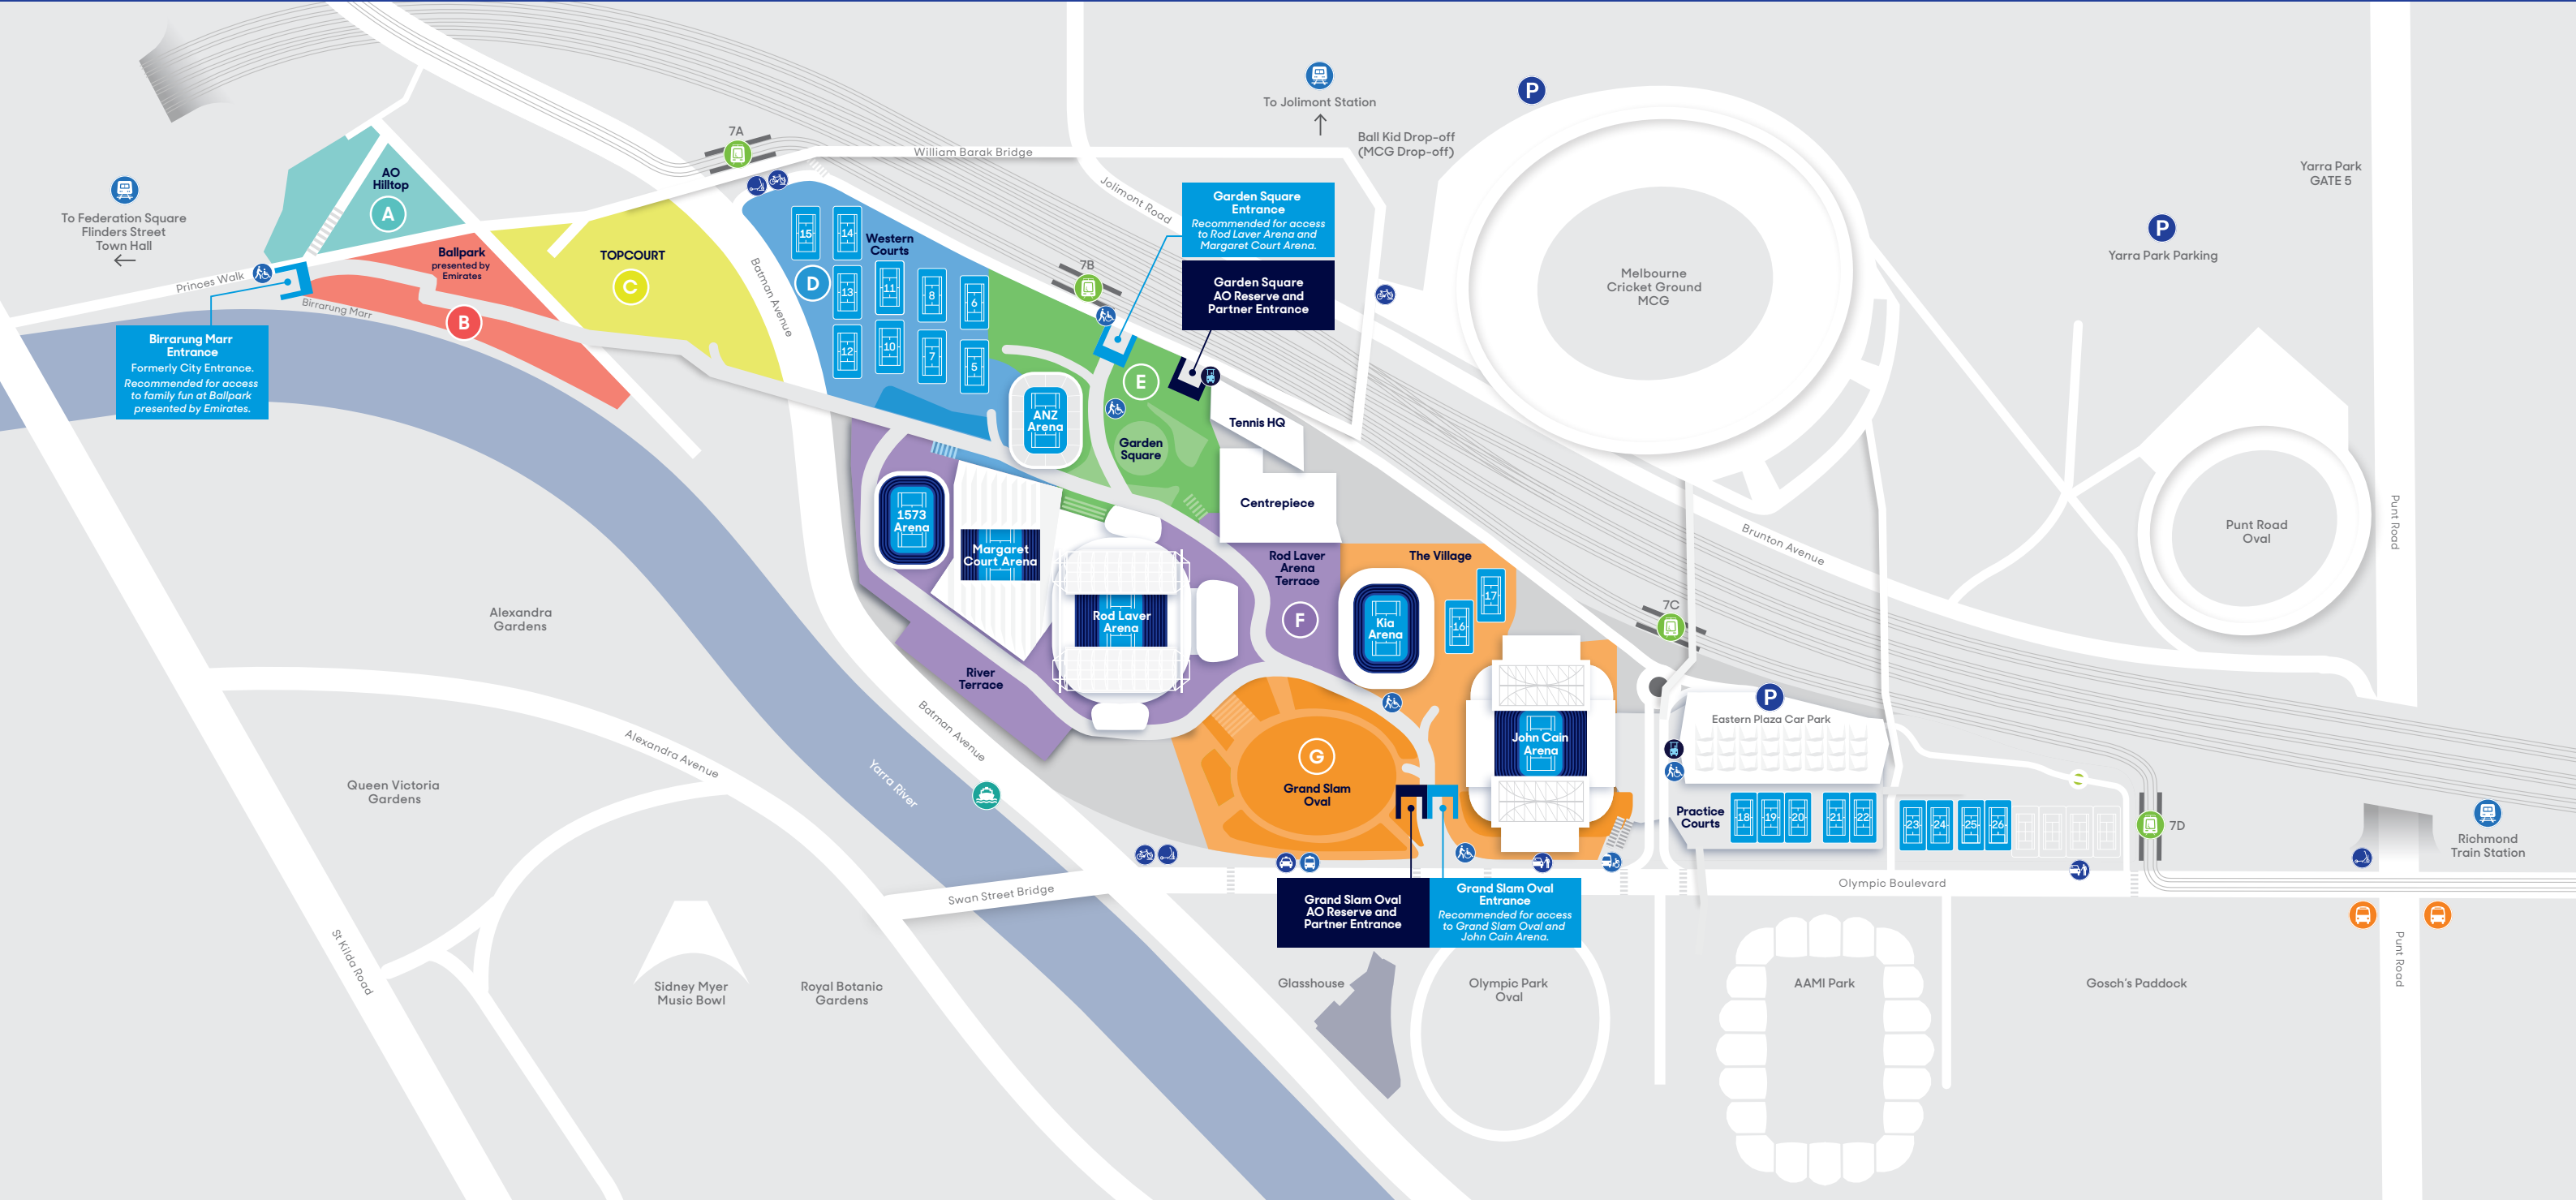 To Jolimont Station
P
7A
William Barak Bridge
Ball Kid Drop-off
(MCG Drop-off)
Yarra Park
GATE 5
AO
Hilltop
A
Jolimont Road
Garden Square
Entrance
Recommended for access
to Rod Laver Arena and
Margaret Court Arena.
To Federation Square
Flinders Street
Town Hall
P
Yarra Park Parking
Ballpark
presented by
Emirates
TOPCOURT
C
Western
Courts
15
14
D
13
11
8
6
12
10
7
5
7B
Garden Square
AO Reserve and
Partner Entrance
Melbourne
Cricket Ground
MCG
Princes Walk
Birrarung Marr
B
Batman Avenue
Birrarung Marr
Entrance
Formerly City Entrance.
Recommended for access
to family fun at Ballpark
presented by Emirates.
E
ANZ
Arena
Garden
Square
Tennis HQ
Centrepiece
1573
Arena
Margaret
Court Arena
Rod Laver
Arena
Rod Laver
Arena
Terrace
F
The Village
17
16
Kia
Arena
Brunton Avenue
Punt Road
Punt Road
Oval
7C
Alexandra
Gardens
River
Terrace
Batman Avenue
P
Eastern Plaza Car Park
John Cain
Arena
G
Grand Slam
Oval
Alexandra Avenue
Yarra River
Queen Victoria
Gardens
Practice
Courts
18
19
20
21
22
23
24
25
26
7D
Richmond
Train Station
Swan Street Bridge
Olympic Boulevard
Grand Slam Oval
AO Reserve and
Partner Entrance
Grand Slam Oval
Entrance
Recommended for access
to Grand Slam Oval and
John Cain Arena.
St Kilda Road
Sidney Myer
Music Bowl
Royal Botanic
Gardens
Glasshouse
Olympic Park
Oval
AAMI Park
Gosch's Paddock
Punt Road